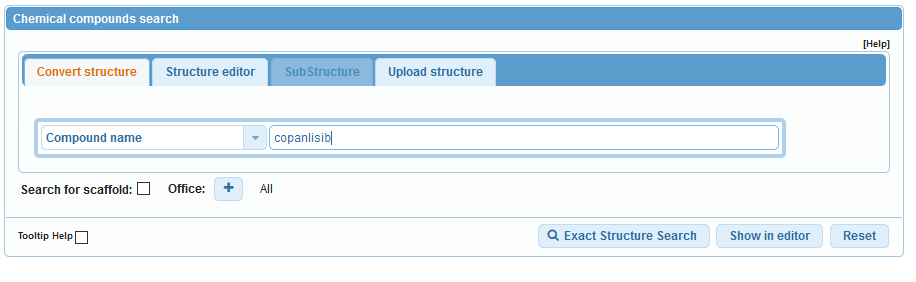 Chemical compounds search
[Help]
Convert structure Structure editor SubStructure Upload structure
Compound name copanlisib
Search for scaffold: Office: + All
Tooltip Help Exact Structure Search Show in editor Reset